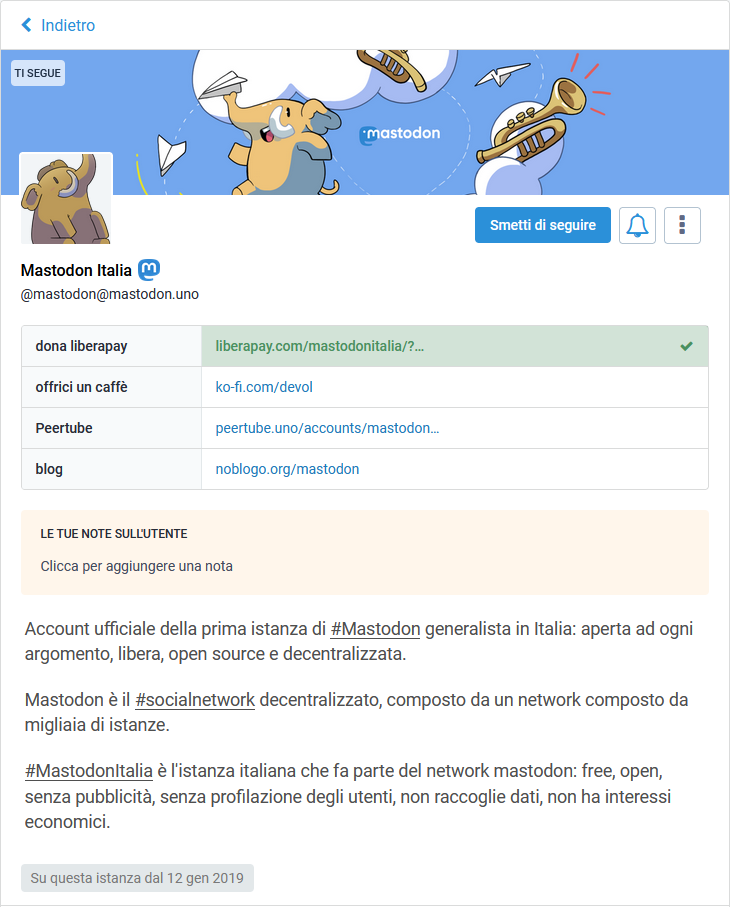 Indietro
TI SEGUE
mastodon
Smetti di seguire
Mastodon Italia
@mastodon@mastodon.uno
dona liberapay
liberapay.com/mastodonitalia/?...
offrici un caffè
ko-fi.com/devol
Peertube
peertube.uno/accounts/mastodon...
blog
noblogo.org/mastodon
LE TUE NOTE SULL'UTENTE
Clicca per aggiungere una nota
Account ufficiale della prima istanza di #Mastodon generalista in Italia: aperta ad ogni
argomento, libera, open source e decentralizzata.
Mastodon è il #socialnetwork decentralizzato, composto da un network composto da
migliaia di istanze.
#MastodonItalia è l'istanza italiana che fa parte del network mastodon: free, open,
senza pubblicità, senza profilazione degli utenti, non raccoglie dati, non ha interessi
economici.
Su questa istanza dal 12 gen 2019